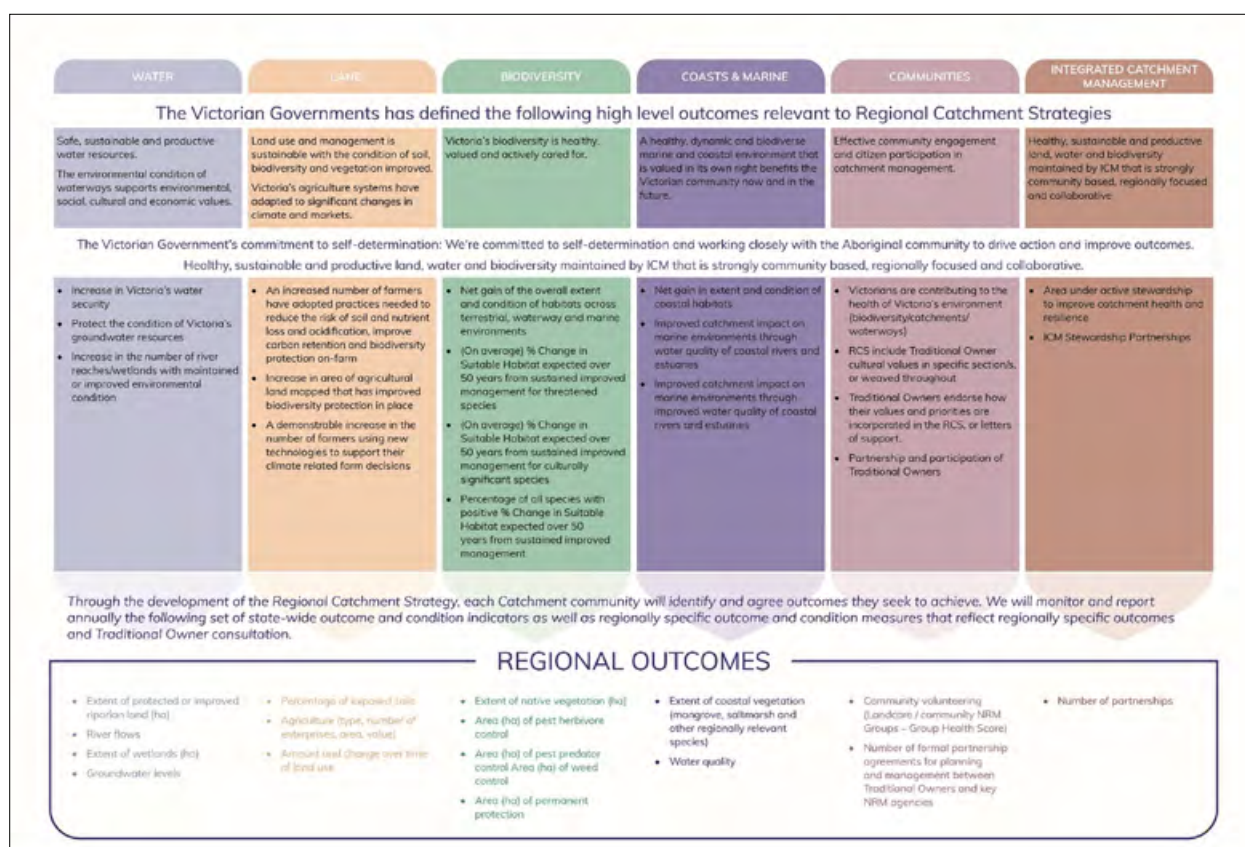 WATER
LAND
BIODIVERSITY
COASTS & MARINE
COMMUNITIES
INTEGRATED CATCHMENT
MANAGEMENT
The Victorian Governments has defined the following high level outcomes relevant to Regional Catchment Strategies
Safe, sustainable and productive
water resources.
The environmental condition of
waterways supports environmental,
social, cultural and economic values.
Land use and management is
sustainable with the condition of soil,
biodiversity and vegetation improved.
Victoria's agriculture systems have
adapted to significant changes in
climate and markets.
Victoria's biodiversity is healthy,
valued and actively cared for.
A healthy, dynamic and biodiverse
marine and coastal environment that
is valued in its own right benefits the
Victorian community now and in the
future.
Effective community engagement
and citizen participation in
catchment management.
Healthy, sustainable and productive
land, water and biodiversity
maintained by ICM that is strongly
community based, regionally focused
and collaborative
The Victorian Government's commitment to self-determination: We're committed to self-determination and working closely with the Aboriginal community to drive action and improve outcomes.
Healthy, sustainable and productive land, water and biodiversity maintained by ICM that is strongly community based, regionally focused and collaborative.
• Increase in Victoria's water
security
• Protect the condition of Victoria's
groundwater resources
• Increase in the number of river
reaches/wetlands with maintained
or improved environmental
condition
• An increased number of farmers
have adopted practices needed to
reduce the risk of soil and nutrient
loss and acidification, improve
carbon retention and biodiversity
protection on-farm
• Increase in area of agricultural
land mapped that has improved
biodiversity protection in place
• A demonstrable increase in the
number of farmers using new
technologies to support their
climate related farm decisions
• Net gain of the overall extent
and condition of habitats across
terrestrial, waterway and marine
environments
• (On average) % Change in
Suitable Habitat expected over
50 years from sustained improved
management for threatened
species
• (On average) % Change in
Suitable Habitat expected over
50 years from sustained improved
management for culturally
significant species
• Percentage of all species with
positive % Change in Suitable
Habitat expected over 50
years from sustained improved
management
• Net gain in extent and condition of
coastal habitats
• Improved catchment impact on
marine environments through
water quality of coastal rivers and
estuaries
• Improved catchment impact on
marine environments through
improved water quality of coastal
rivers and estuaries
• Victorians are contributing to the
health of Victoria's environment
(biodiversity/catchments/
waterways)
• RCS include Traditional Owner
cultural values in specific section/s,
or weaved throughout
• Traditional Owners endorse how
their values and priorities are
incorporated in the RCS, or letters
of support.
• Partnership and participation of
Traditional Owners
• Area under active stewardship
to improve catchment health and
resilience
• ICM Stewardship Partnerships
Through the development of the Regional Catchment Strategy, each Catchment community will identify and agree outcomes they seek to achieve. We will monitor and report
annually the following set of state-wide outcome and condition indicators as well as regionally specific outcome and condition measures that reflect regionally specific outcomes
and Traditional Owner consultation.
REGIONAL OUTCOMES
• Extent of protected or improved
riparian land (ha)
• River flows
• Extent of wetlands (ha)
• Groundwater levels
• Percentage of exposed soils
• Agriculture (type, number of
enterprises, area, value)
• Amount and change over time
of land use
• Extent of native vegetation (ha)
• Area (ha) of pest herbivore
control
• Area (ha) of pest predator
control Area (ha) of weed
control
• Area (ha) of permanent
protection
• Extent of coastal vegetation
(mangrove, saltmarsh and
other regionally relevant
species)
• Water quality
• Community volunteering
(Landcare / community NRM
Groups – Group Health Score)
• Number of formal partnership
agreements for planning
and management between
Traditional Owners and key
NRM agencies
• Number of partnerships